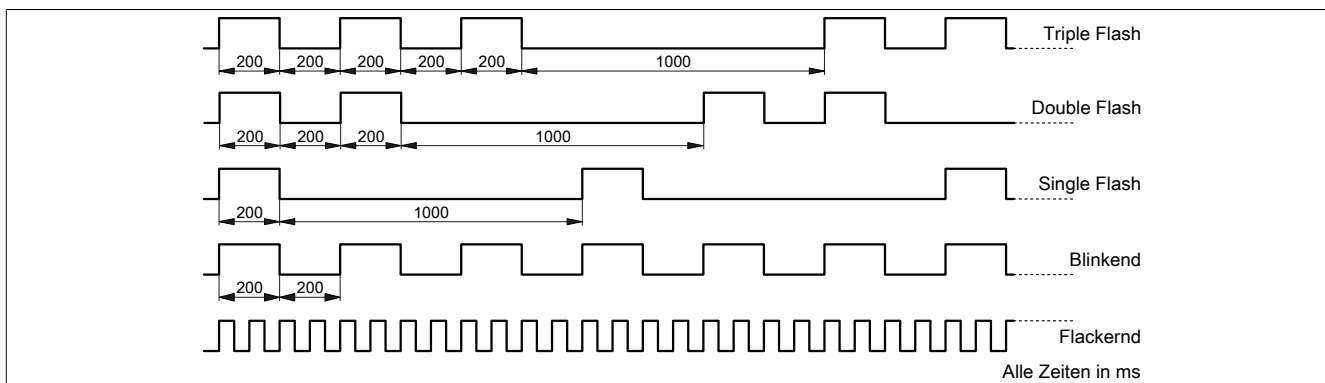 Triple Flash
200 200 200 200 200 1000
Double Flash
200 200 200 1000
Single Flash
200 1000
Blinkend
200 200
Flackernd
Alle Zeiten in ms